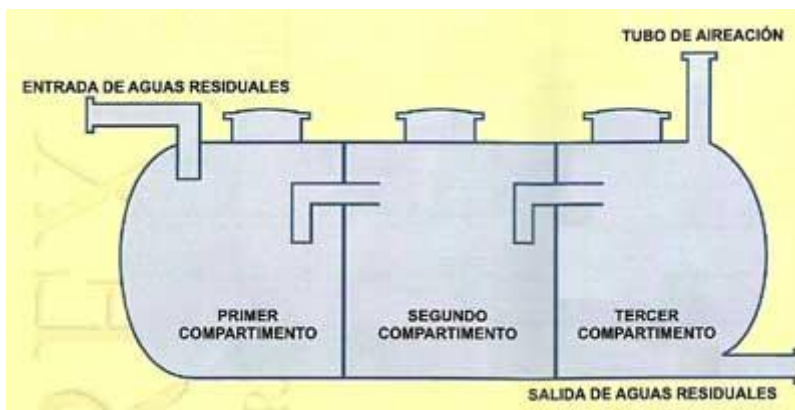 TUBO DE AIREACIÓN
ENTRADA DE AGUAS RESIDUALES
PRIMER
COMPARTIMENTO
SEGUNDO
COMPARTIMENTO
TERCER
COMPARTIMENTO
SALIDA DE AGUAS RESIDUALES